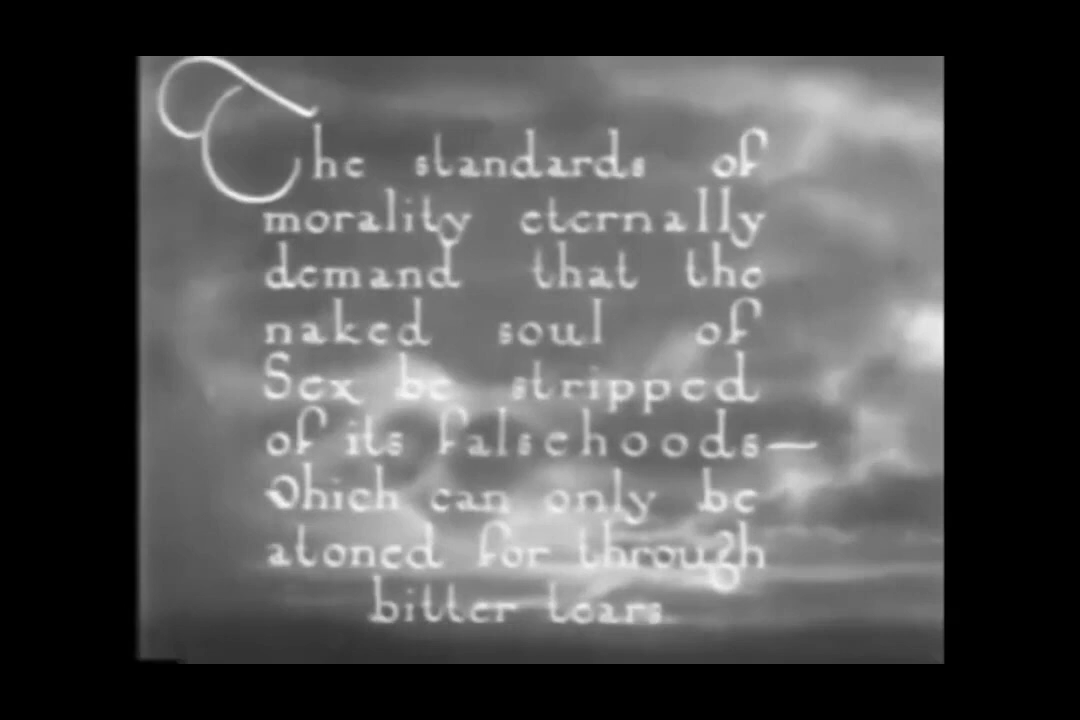 The standards of
morality eternally
demand that the
naked soul of
Sex be stripped
of its falsehoods—
Which can only be
atoned for through
bitter tears